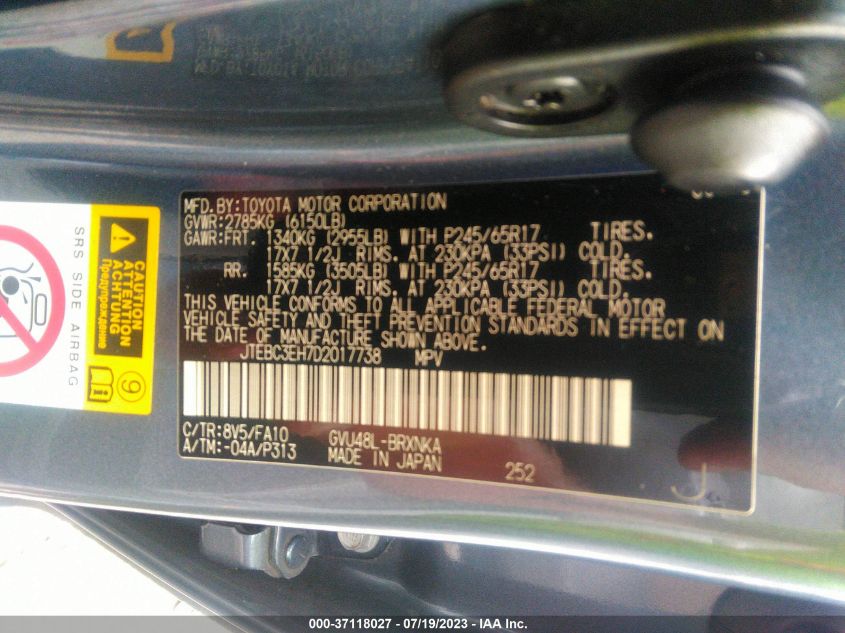 MFD.BY:TOYOTA MOTOR CORPORATION
GVWR:2785KG (6150LB)
GAWR:FRT. 1340KG (2955LB) WITH P245/65R17 TIRES.
17X7 1/2J RIMS. AT 230KPA (33PSI) COLD.
RR. 1585KG (3505LB) WITH P245/65R17 TIRES.
17X7 1/2J RIMS. AT 230KPA (33PSI) COLD.
THIS VEHICLE CONFORMS TO ALL APPLICABLE FEDERAL MOTOR
VEHICLE SAFETY AND THEFT PREVENTION STANDARDS IN EFFECT ON
THE DATE OF MANUFACTURE SHOWN ABOVE.
JTEBC3EH7D2017738 MPV
C/TR:8V5/FA10 GVU48L-BRXNKA
A/TM:-04A/P313 MADE IN JAPAN 252
SRS SIDE AIRBAG
CAUTION
ATTENTION
ACHTUNG
Предупреждение
9
000-37118027 - 07/19/2023 - IAA Inc.